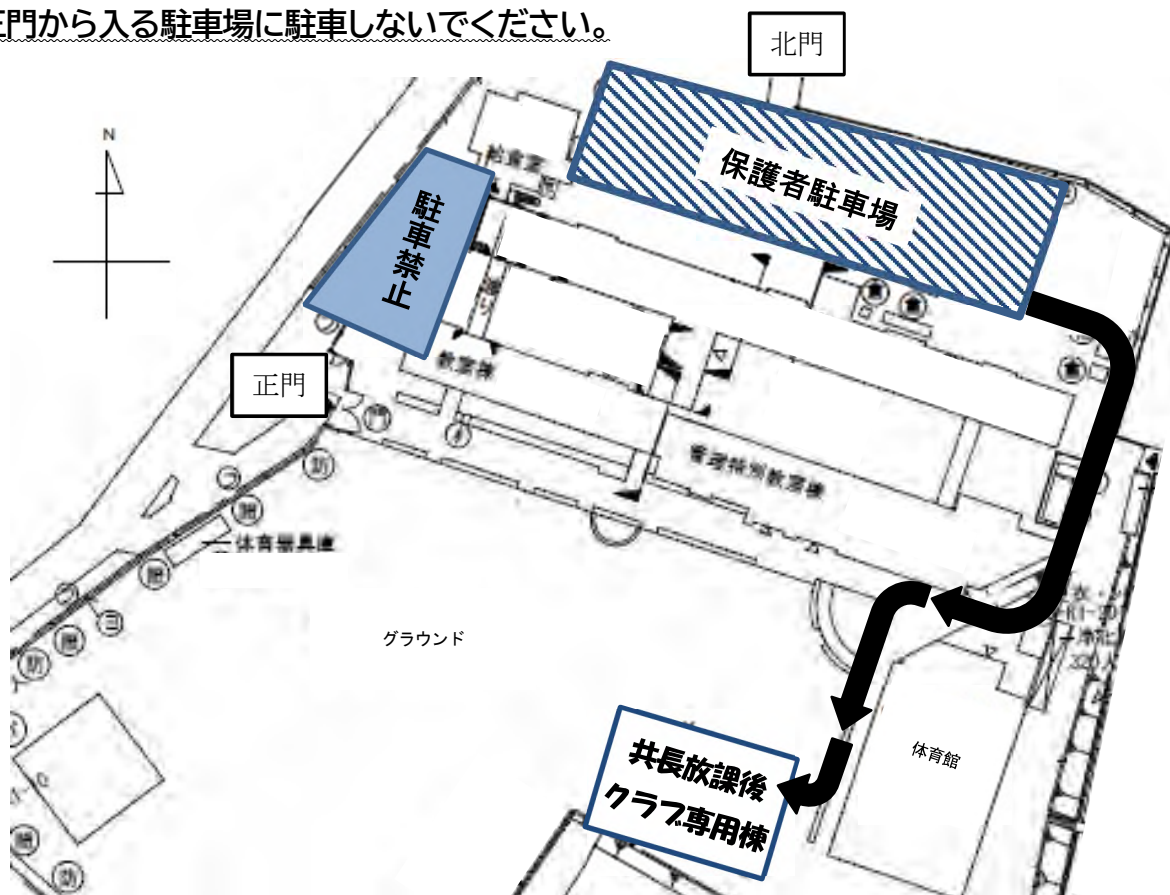 正門から入る駐車場に駐車しないでください。
北門
N
保護者駐車場
給食室
駐車禁止
教室棟
正門
管理特別教室棟
体育器具庫
グラウンド
体育館
共長放課後
クラブ専用棟